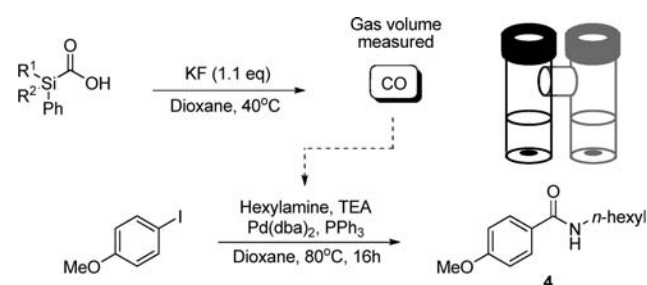 Gas volume
measured
O
R¹
Si
OH
R²
Ph
KF (1.1 eq)
Dioxane, 40°C
CO
I
MeO
Hexylamine, TEA
Pd(dba)₂, PPh₃
Dioxane, 80°C, 16h
O
N
H
n-hexyl
MeO
4